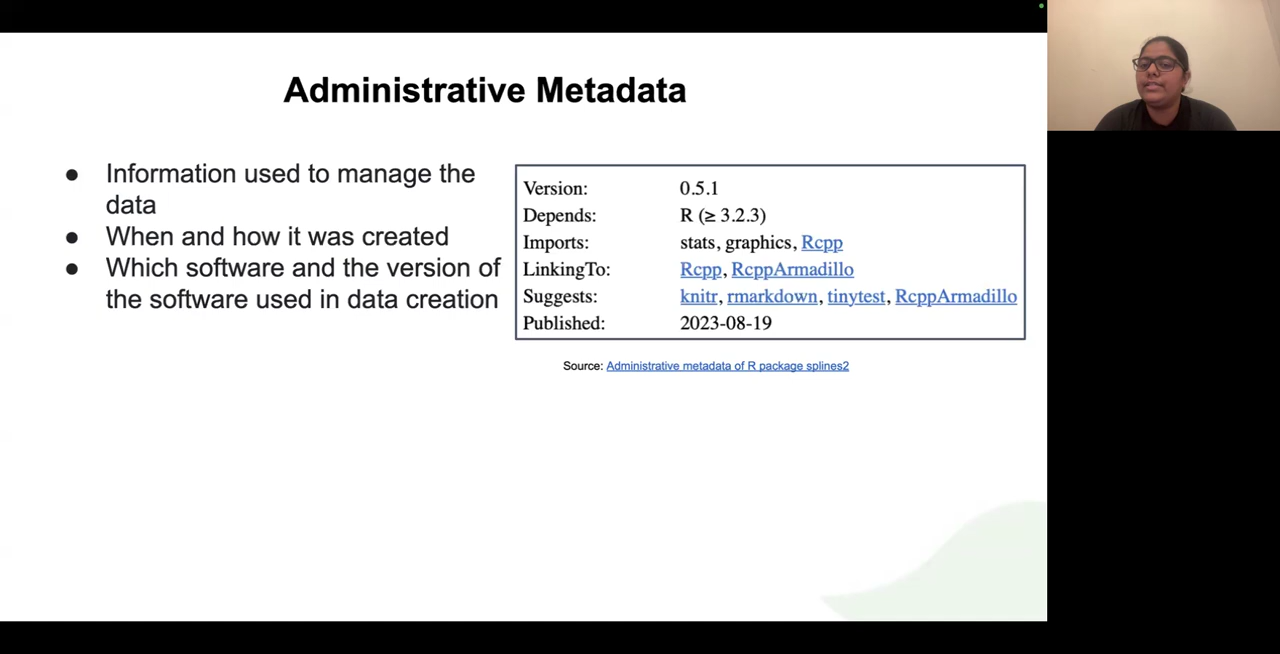 Administrative Metadata
● Information used to manage the
data
● When and how it was created
● Which software and the version of
the software used in data creation
Version: 0.5.1
Depends: R (≥ 3.2.3)
Imports: stats, graphics, Rcpp
LinkingTo: Rcpp, RcppArmadillo
Suggests: knitr, rmarkdown, tinytest, RcppArmadillo
Published: 2023-08-19
Source: Administrative metadata of R package splines2